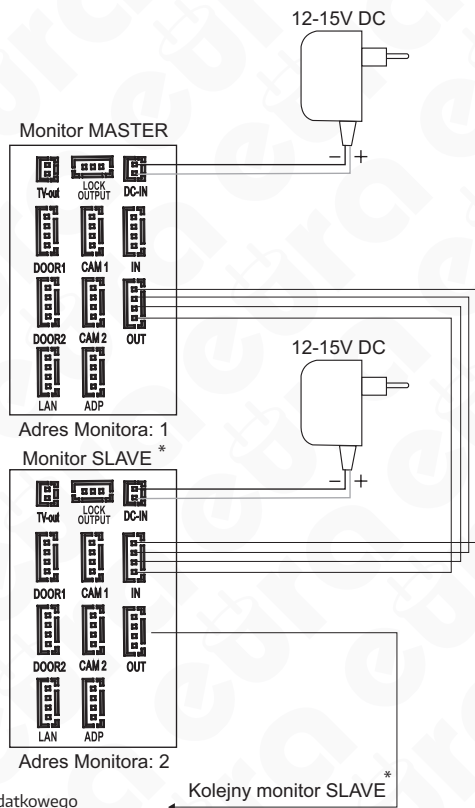 12-15V DC
Monitor MASTER
− +
TV-out LOCK OUTPUT DC-IN
DOOR1 CAM 1 IN
DOOR2 CAM 2 OUT
LAN ADP
Adres Monitora: 1
12-15V DC
Monitor SLAVE *
− +
TV-out LOCK OUTPUT DC-IN
DOOR1 CAM 1 IN
DOOR2 CAM 2 OUT
LAN ADP
Adres Monitora: 2
Kolejny monitor SLAVE *
datkowego
eura